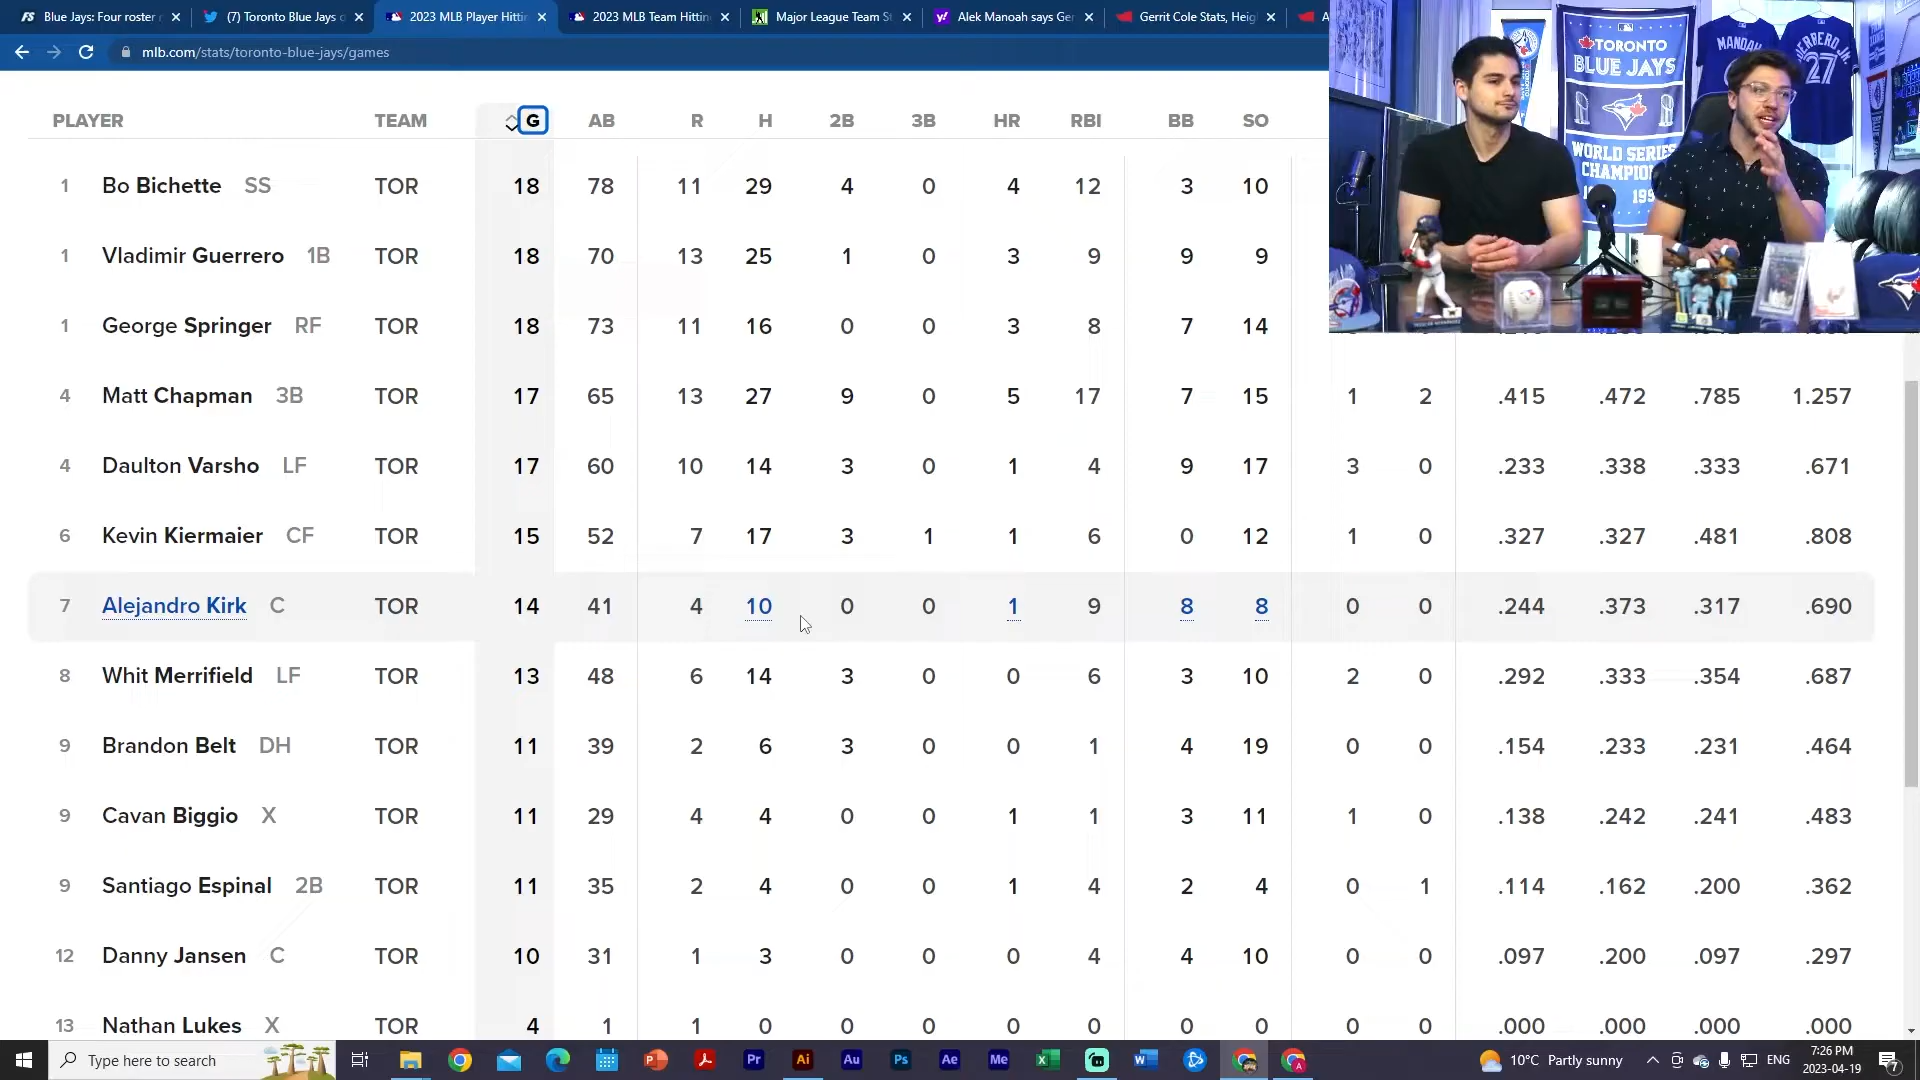 Blue Jays: Four roster
(7) Toronto Blue Jays
2023 MLB Player Hittin
2023 MLB Team Hittin
Major League Team S
Alek Manoah says Ger
Gerrit Cole Stats, Heig
mlb.com/stats/toronto-blue-jays/games
MANOAH
GUERRERO JR.
27
TORONTO
BLUE JAYS
WORLD SERIES
CHAMPION
PLAYER TEAM G AB R H 2B 3B HR RBI BB SO
1 Bo Bichette SS TOR 18 78 11 29 4 0 4 12 3 10
1 Vladimir Guerrero 1B TOR 18 70 13 25 1 0 3 9 9 9
1 George Springer RF TOR 18 73 11 16 0 0 3 8 7 14
4 Matt Chapman 3B TOR 17 65 13 27 9 0 5 17 7 15 1 2 .415 .472 .785 1.257
4 Daulton Varsho LF TOR 17 60 10 14 3 0 1 4 9 17 3 0 .233 .338 .333 .671
6 Kevin Kiermaier CF TOR 15 52 7 17 3 1 1 6 0 12 1 0 .327 .327 .481 .808
7 Alejandro Kirk C TOR 14 41 4 10 0 0 1 9 8 8 0 0 .244 .373 .317 .690
8 Whit Merrifield LF TOR 13 48 6 14 3 0 0 6 3 10 2 0 .292 .333 .354 .687
9 Brandon Belt DH TOR 11 39 2 6 3 0 0 1 4 19 0 0 .154 .233 .231 .464
9 Cavan Biggio X TOR 11 29 4 4 0 0 1 1 3 11 1 0 .138 .242 .241 .483
9 Santiago Espinal 2B TOR 11 35 2 4 0 0 1 4 2 4 0 1 .114 .162 .200 .362
12 Danny Jansen C TOR 10 31 1 3 0 0 0 4 4 10 0 0 .097 .200 .097 .297
13 Nathan Lukes X TOR 4 1 1 0 0 0 0 0 0 0 0 0 .000 .000 .000 .000
Type here to search
Pr Ai Au Ps Ae Me
10°C Partly sunny
ENG
7:26 PM
2023-04-19
7